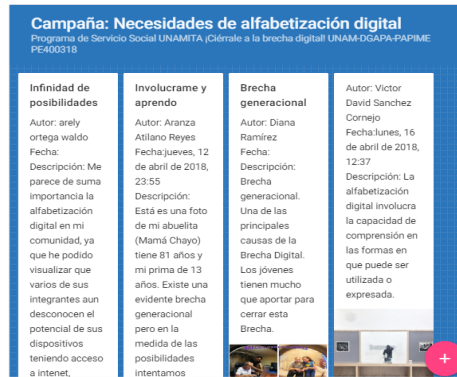 Campaña: Necesidades de alfabetización digital
Programa de Servicio Social UNAMITA ¡Ciérrale a la brecha digital! UNAM-DGAPA-PAPIME
PE400318
Infinidad de
posibilidades
Autor: arely
ortega waldo
Fecha:
Descripción: Me
parece de suma
importancia la
alfabetización
digital en mi
comunidad, ya
que he podido
visualizar que
varios de sus
integrantes aun
desconocen el
potencial de sus
dispositivos
teniendo acceso
a intenet,
Involucrame y
aprendo
Autor: Aranza
Atilano Reyes
Fecha:jueves, 12
de abril de 2018,
23:55
Descripción:
Está es una foto
de mi abuelita
(Mamá Chayo)
tiene 81 años y
mi prima de 13
años. Existe una
evidente brecha
generacional
pero en la
medida de las
posibilidades
intentamos
Brecha
generacional
Autor: Diana
Ramírez
Fecha:
Descripción:
Brecha
generacional.
Una de las
principales
causas de la
Brecha Digital.
Los jóvenes
tienen mucho
que aportar para
cerrar esta
Brecha.
Autor: Victor
David Sanchez
Cornejo
Fecha:lunes, 16
de abril de 2018,
12:37
Descripción: La
alfabetización
digital involucra
la capacidad de
comprensión en
las formas en
que puede ser
utilizada o
expresada.
+